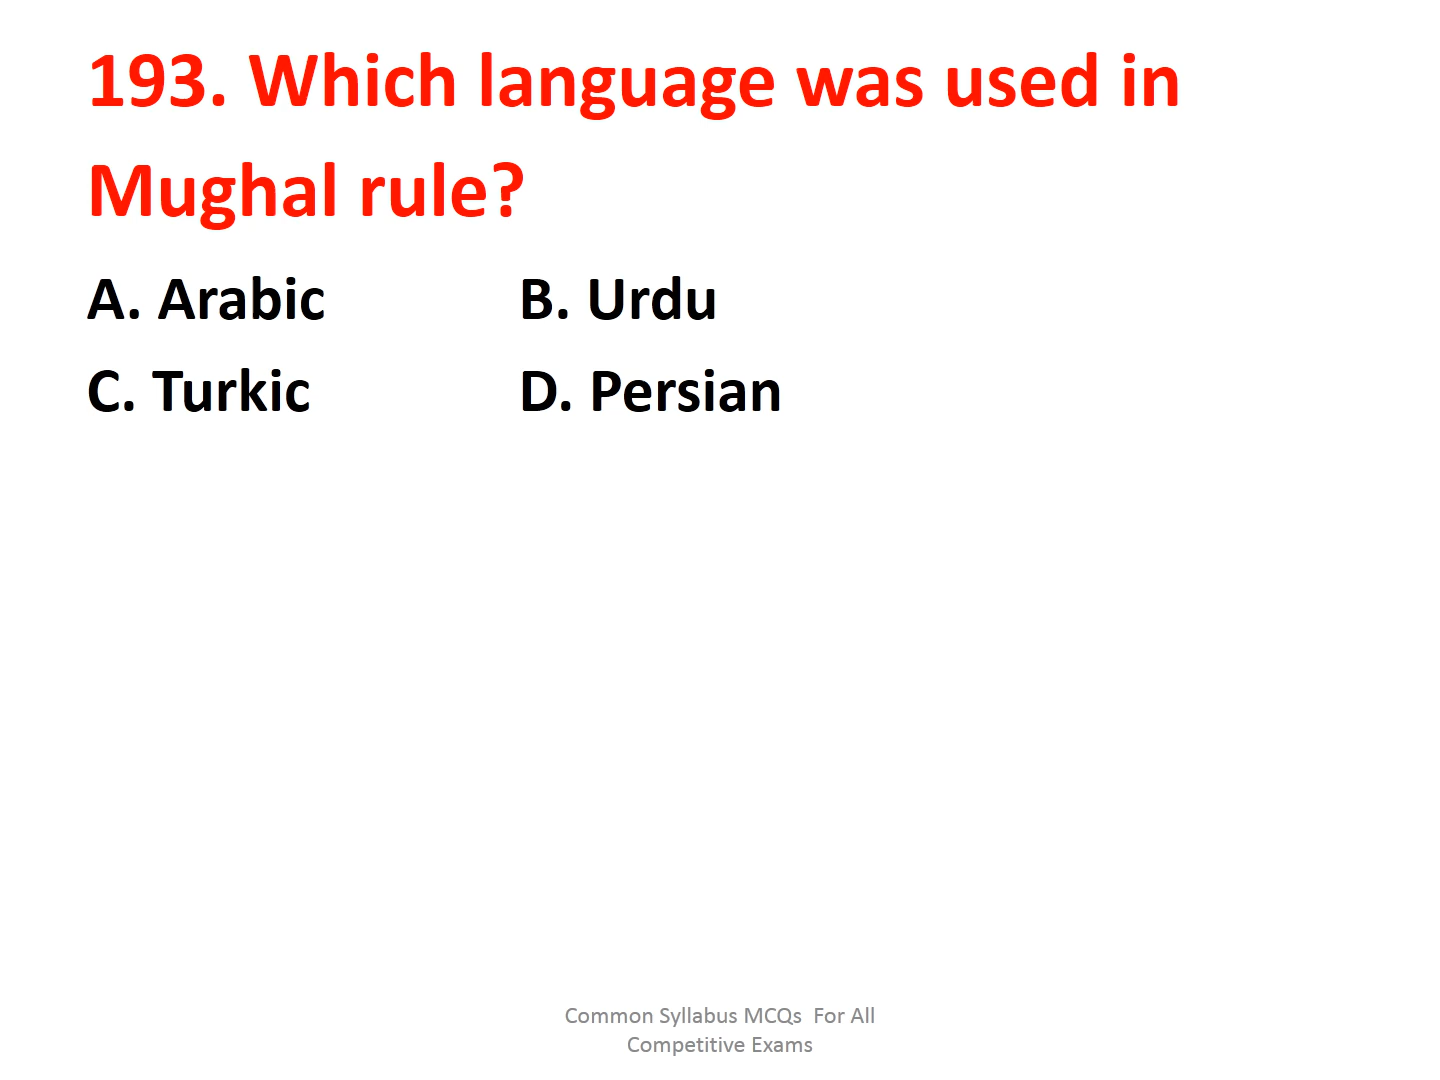 193. Which language was used in
Mughal rule?
A. Arabic B. Urdu
C. Turkic D. Persian
Common Syllabus MCQs For All
Competitive Exams